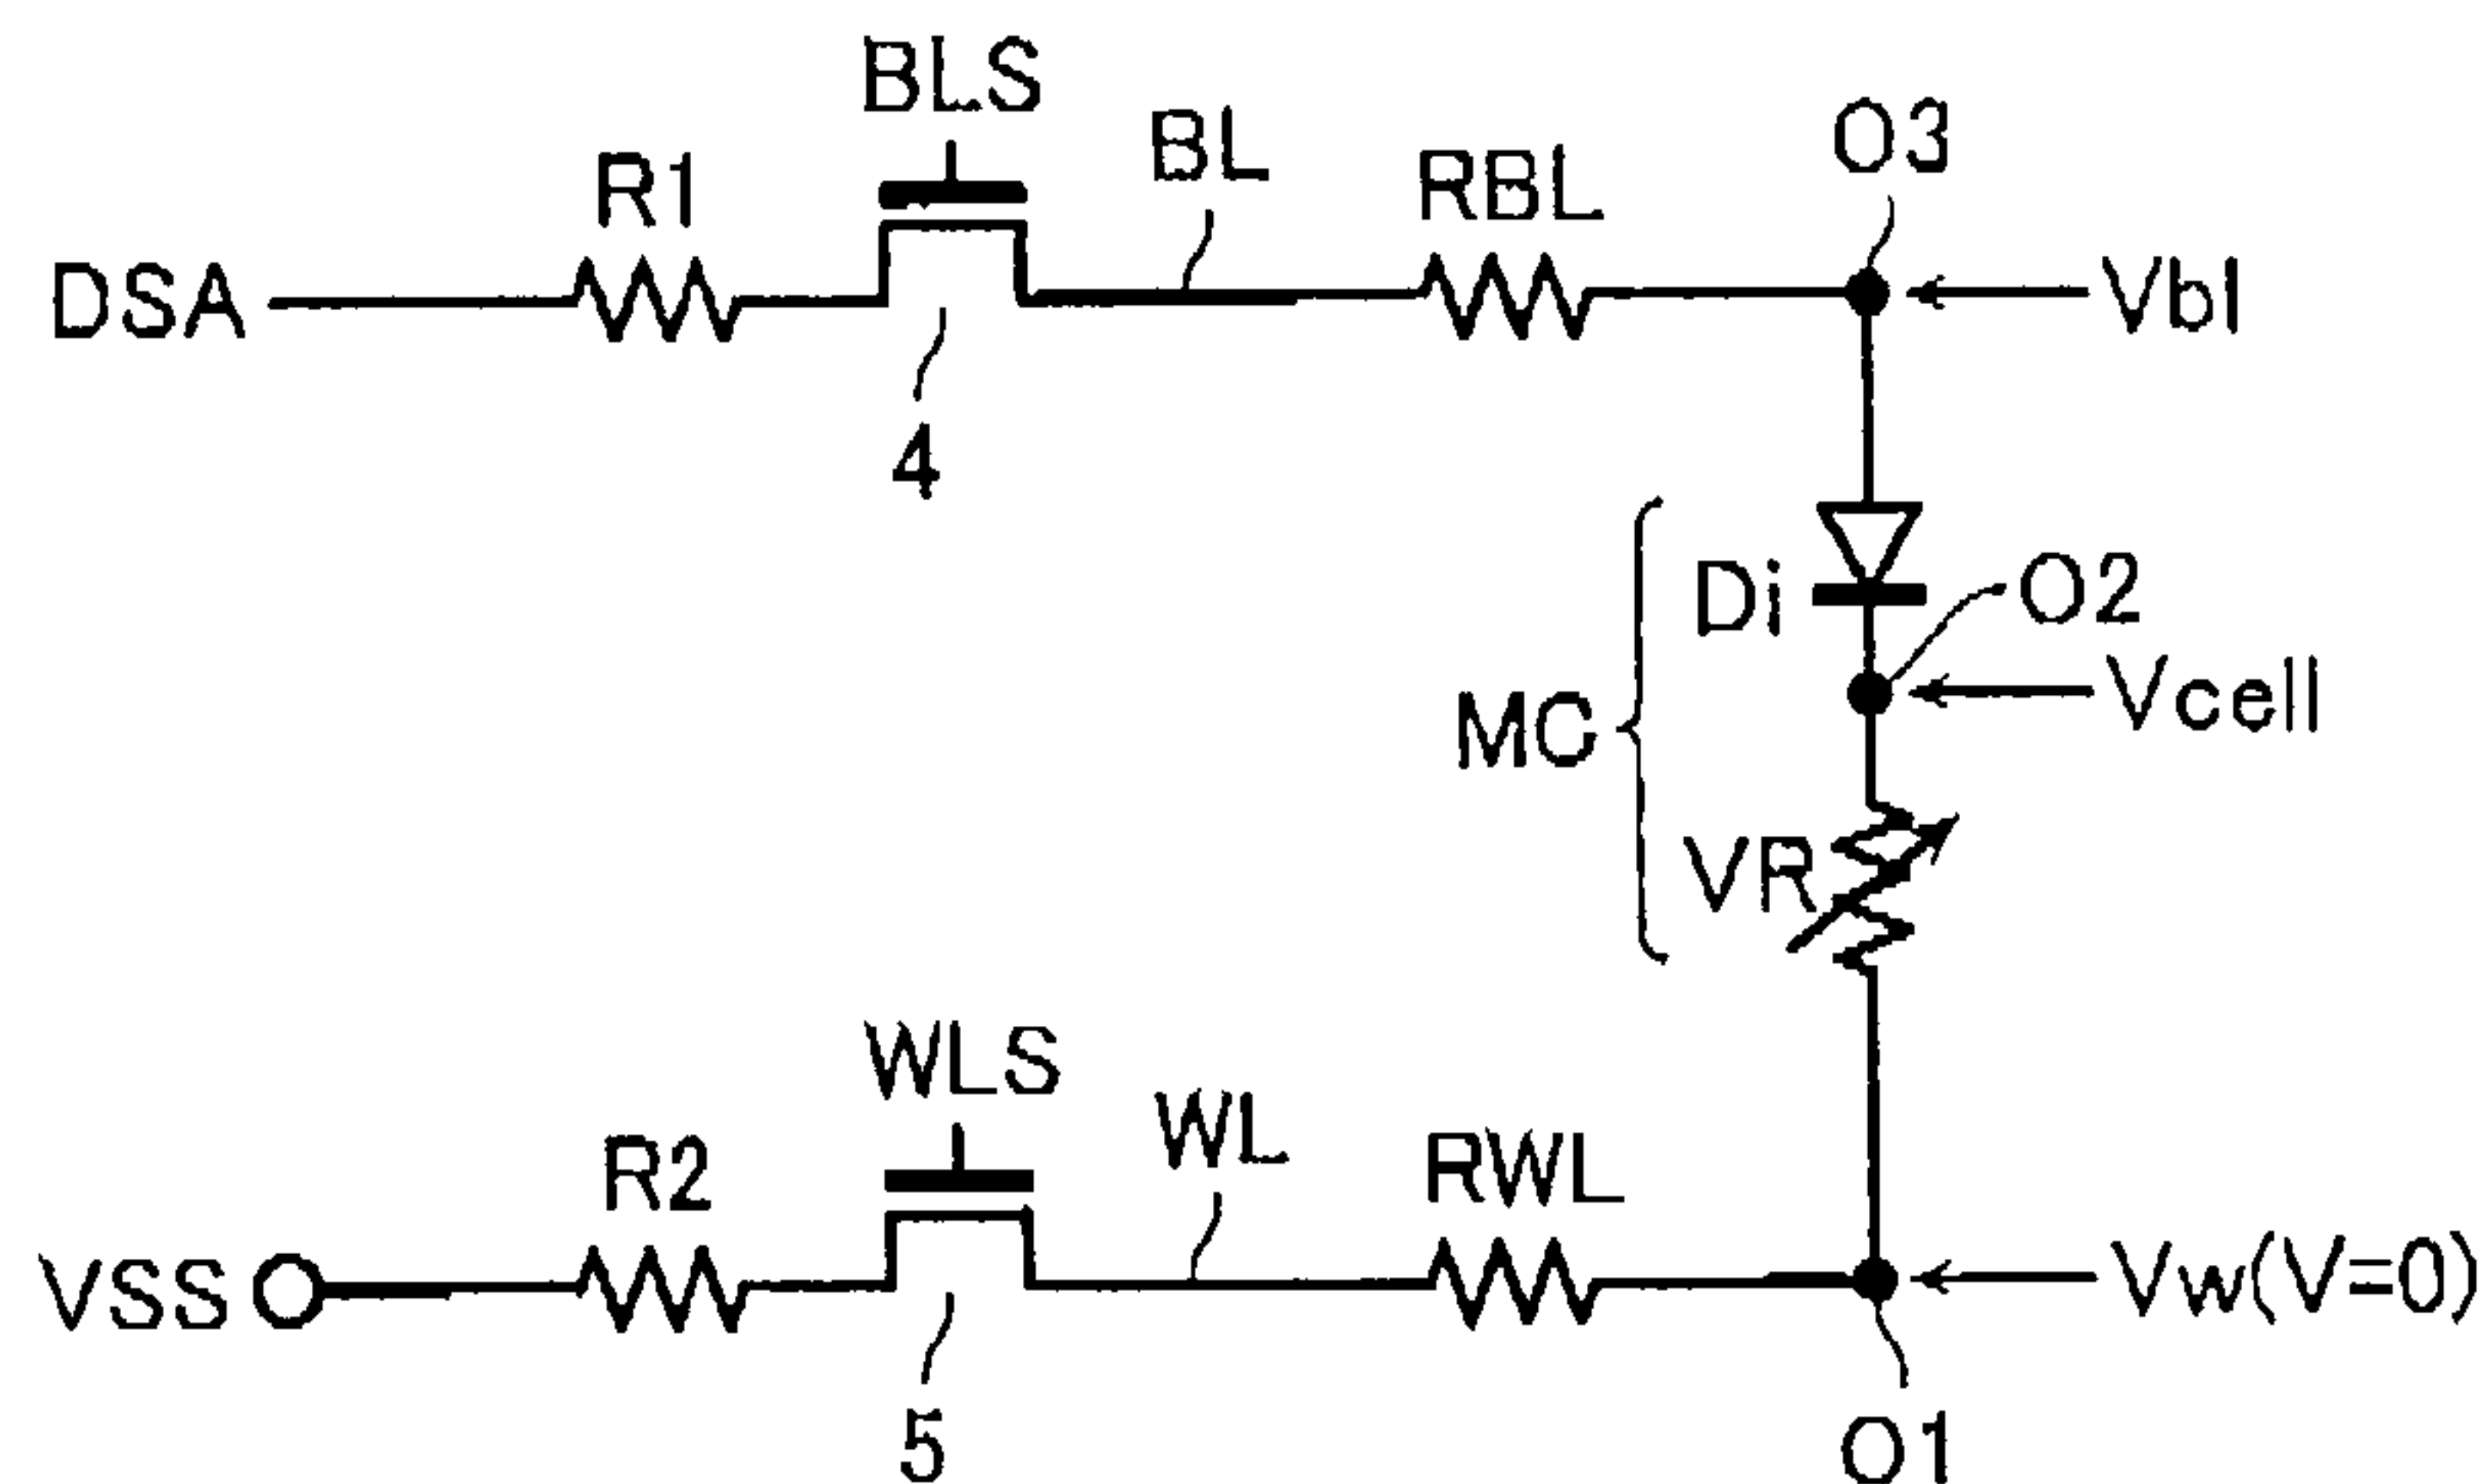 BLS
BL
O3
R1
RBL
DSA
Vbl
4
Di
O2
MC
Vcell
VR
WLS
WL
R2
RWL
VSS
Vw(V=0)
5
O1